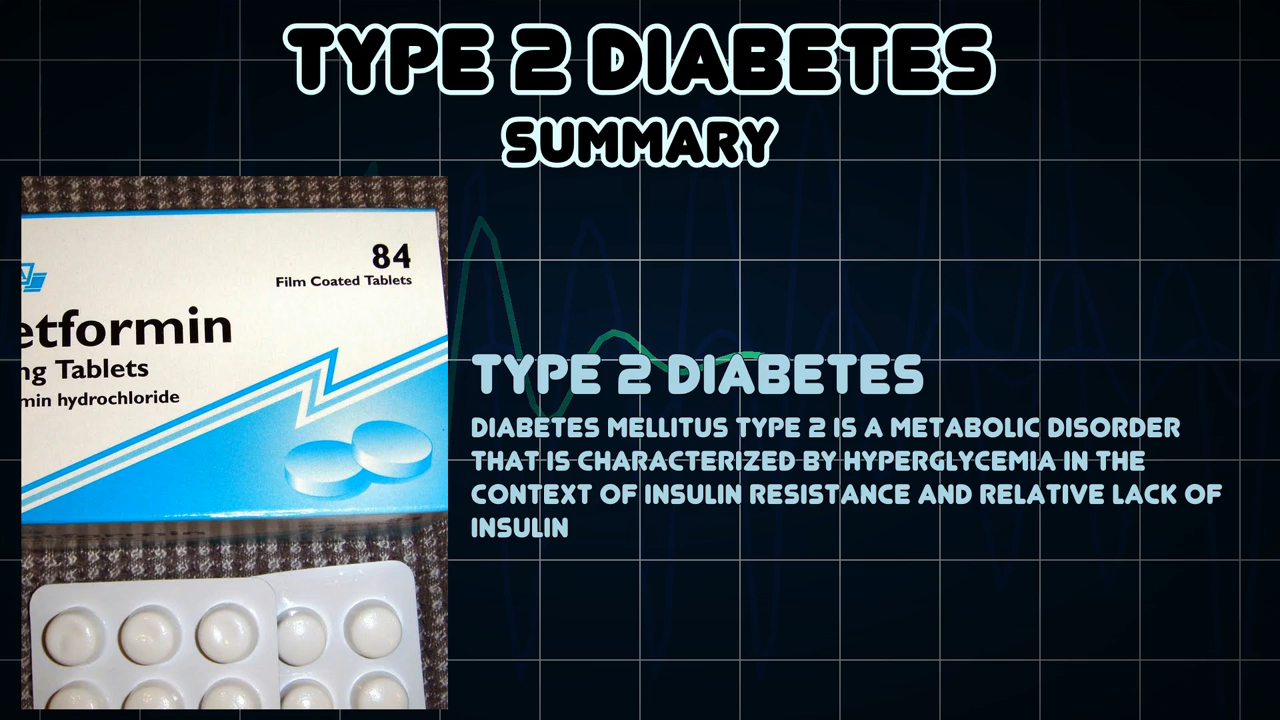 TYPE 2 DIABETES
SUMMARY
84
Film Coated Tablets
etformin
ng Tablets
min hydrochloride
TYPE 2 DIABETES
DIABETES MELLITUS TYPE 2 IS A METABOLIC DISORDER
THAT IS CHARACTERIZED BY HYPERGLYCEMIA IN THE
CONTEXT OF INSULIN RESISTANCE AND RELATIVE LACK OF
INSULIN